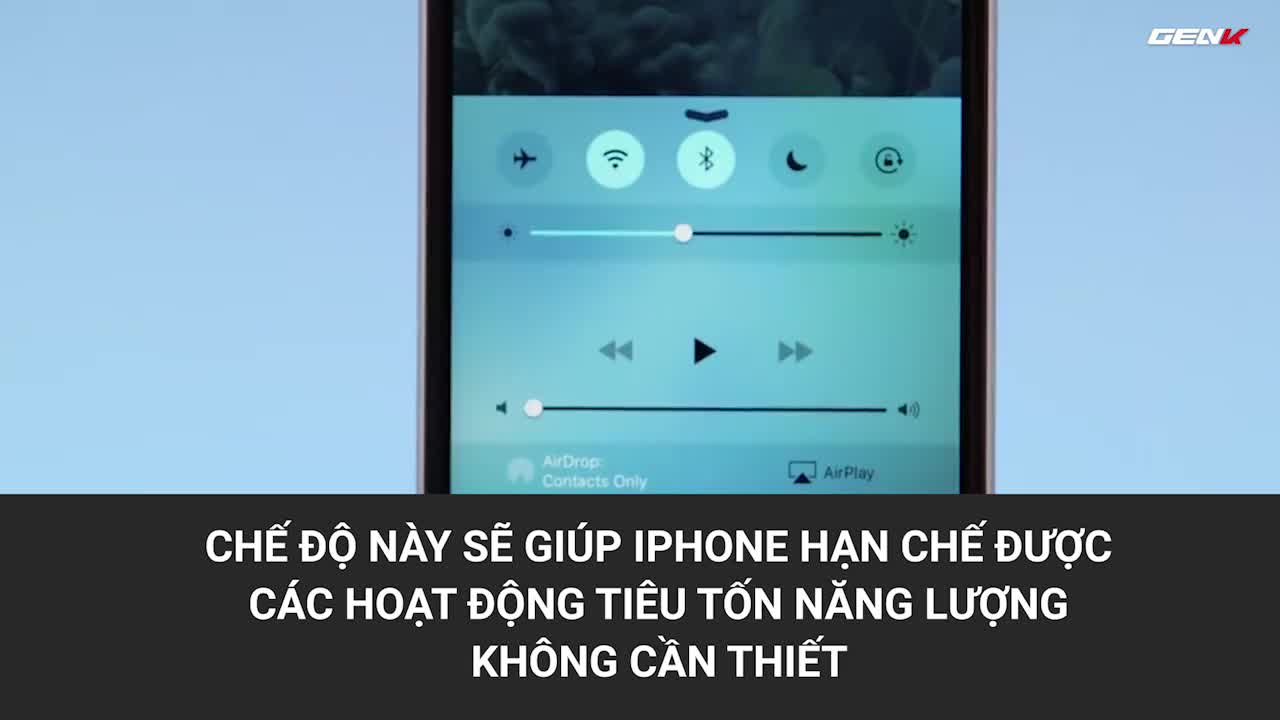 GENK
AirDrop:
Contacts Only
AirPlay
CHẾ ĐỘ NÀY SẼ GIÚP IPHONE HẠN CHẾ ĐƯỢC
CÁC HOẠT ĐỘNG TIÊU TỐN NĂNG LƯỢNG
KHÔNG CẦN THIẾT